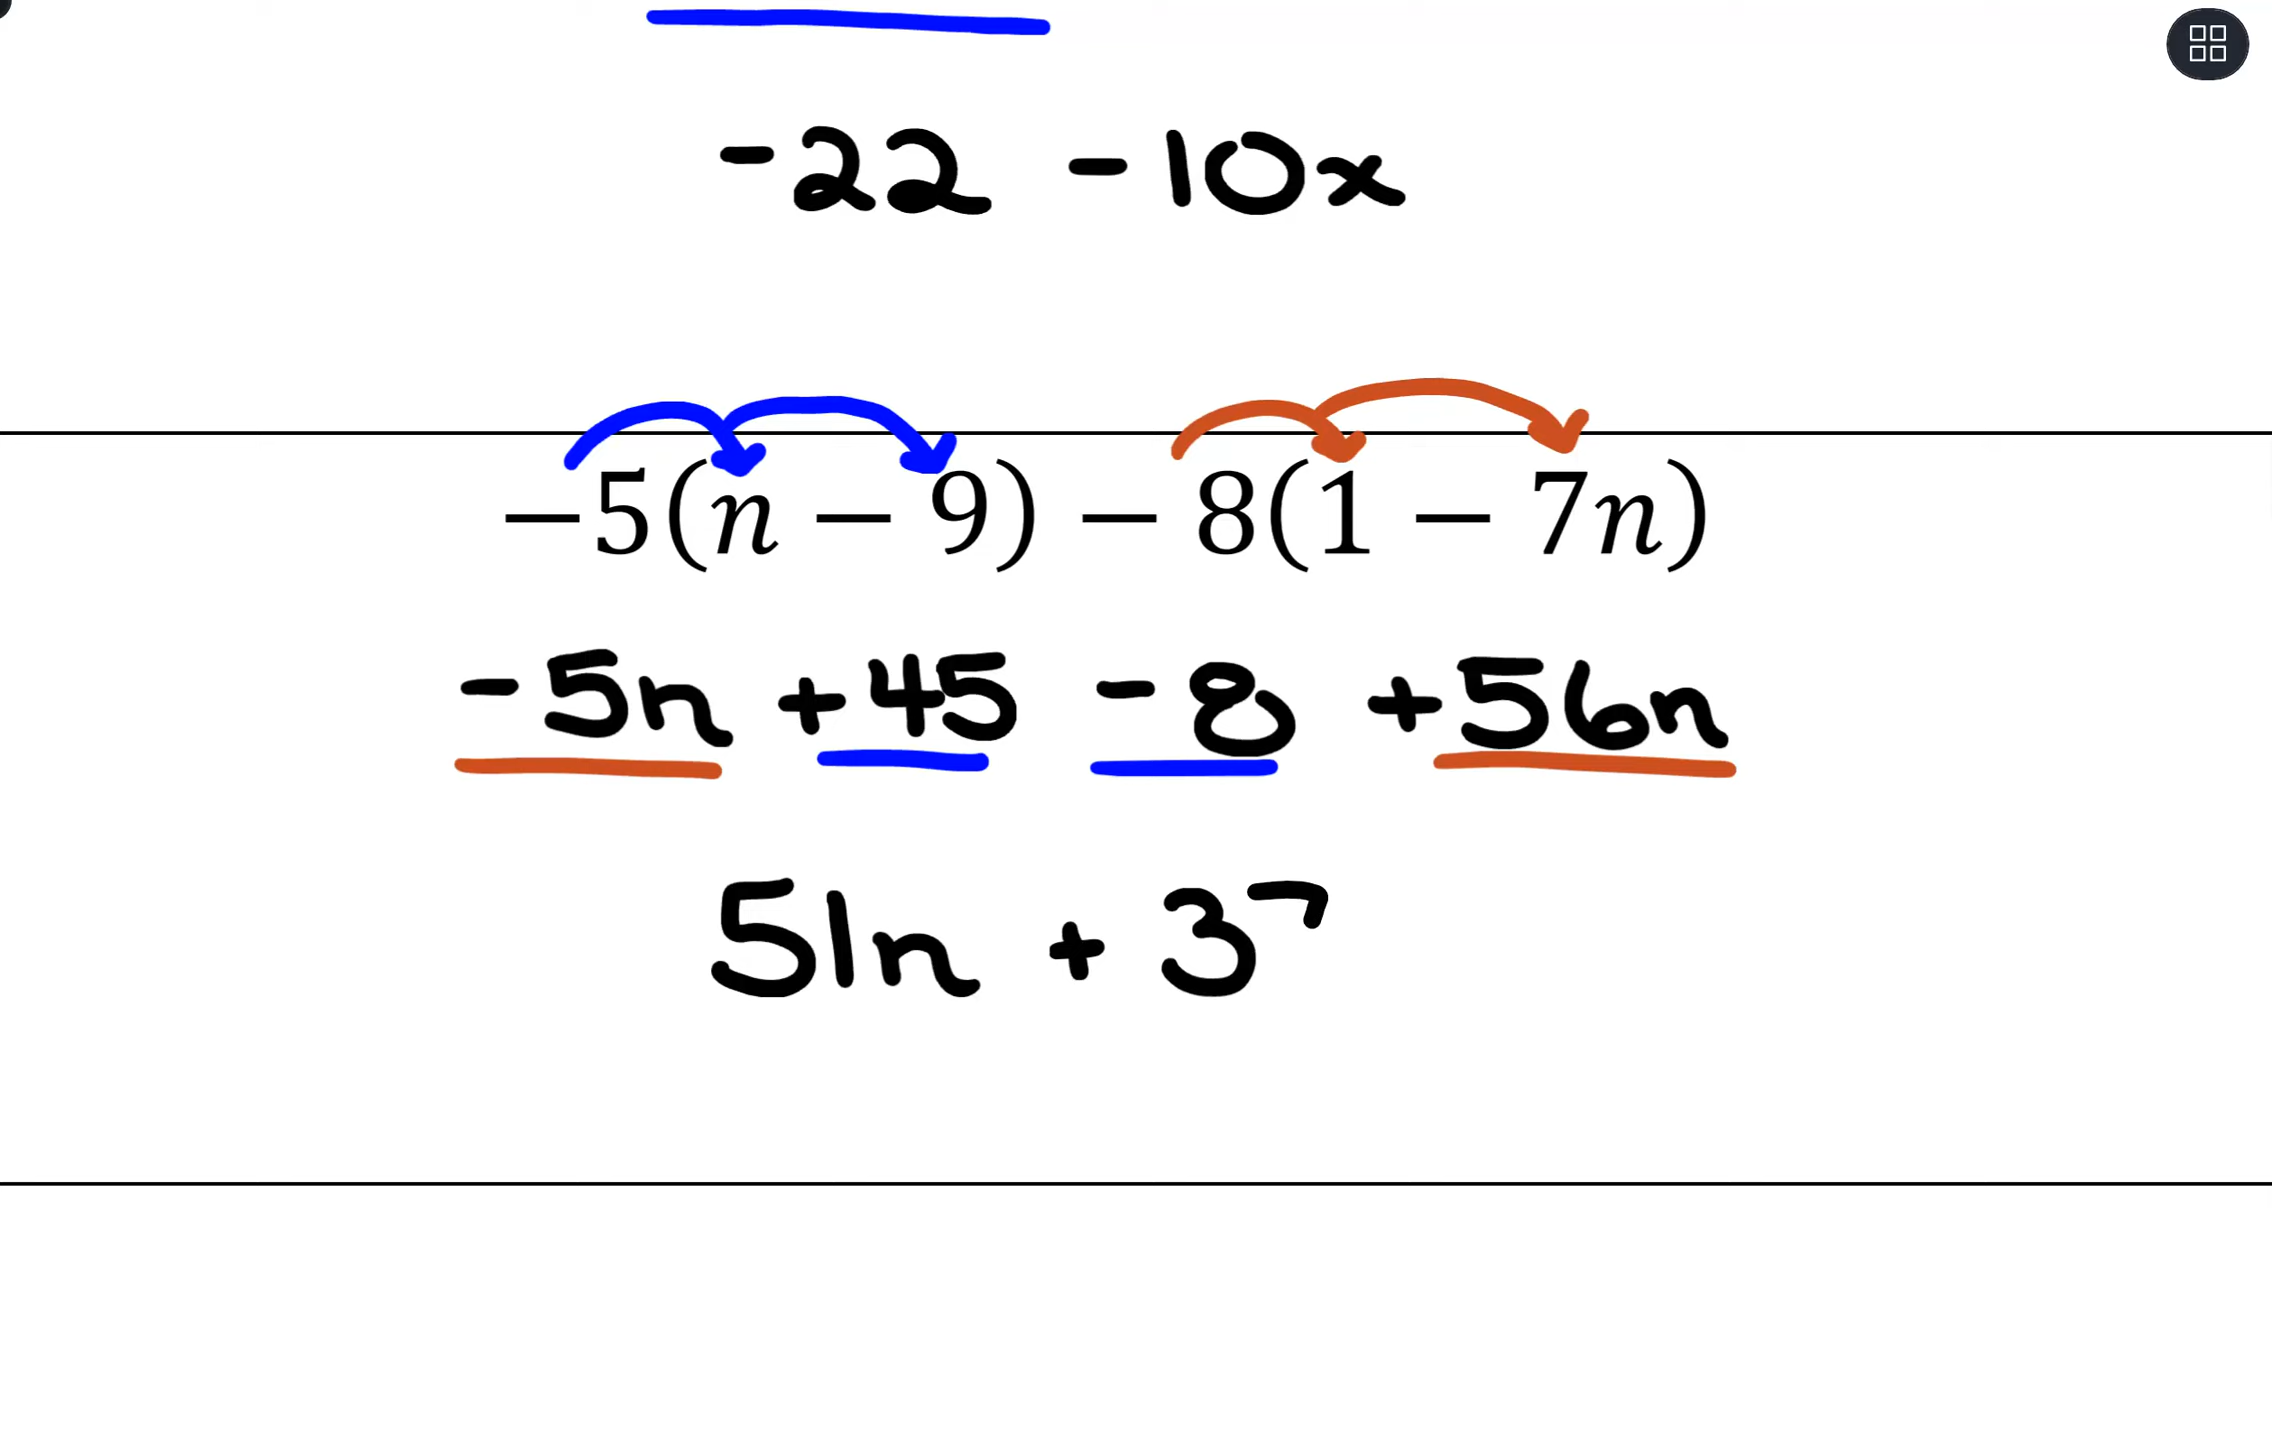 -22 -10x
−5(n − 9) − 8(1 − 7n)
-5n +45 -8 +56n
51n + 37